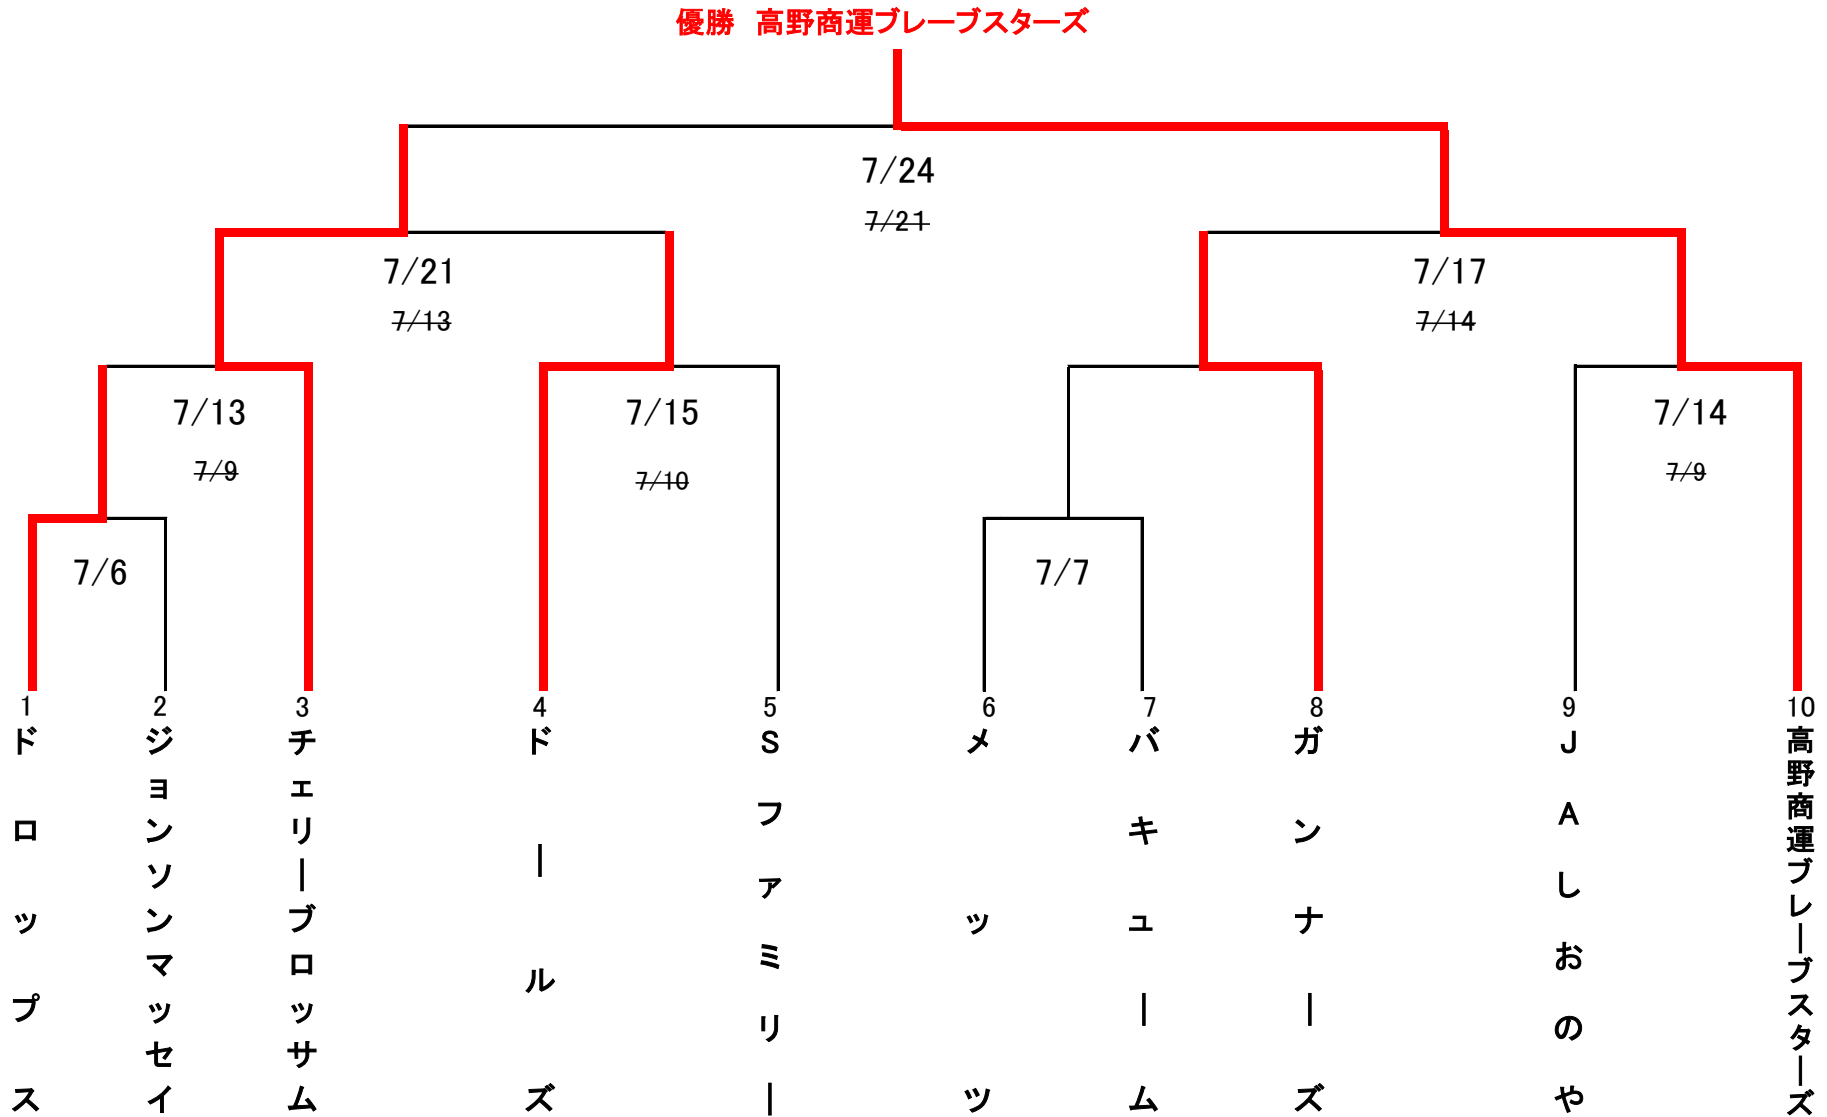 優勝　高野商運ブレーブスターズ
7/24
7/21
7/21
7/17
7/13
7/14
7/13
7/15
7/14
7/9
7/10
7/9
7/6
7/7
1
2
3
4
5
6
7
8
9
10
ドロップス
ジョンソンマッセイ
チェリーブロッサム
ドールズ
Sファミリー
メッツ
バキューム
ガンナーズ
JAしおのや
高野商運ブレーブスターズ